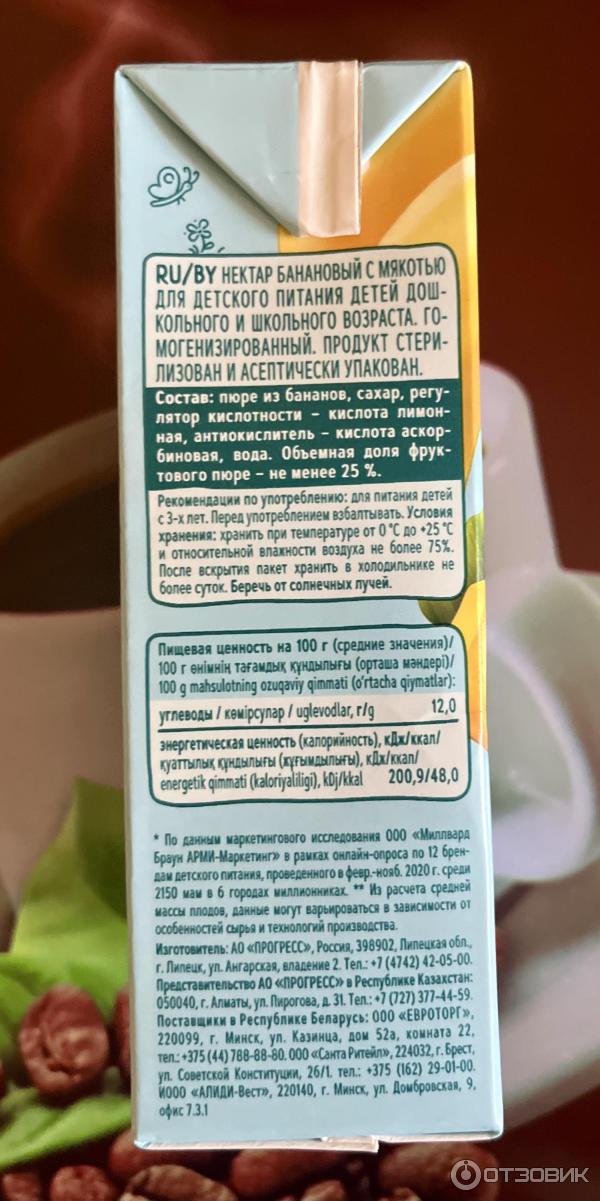 RU/BY НЕКТАР БАНАНОВЫЙ С МЯКОТЬЮ
ДЛЯ ДЕТСКОГО ПИТАНИЯ ДЕТЕЙ ДОШ-
КОЛЬНОГО И ШКОЛЬНОГО ВОЗРАСТА. ГО-
МОГЕНИЗИРОВАННЫЙ. ПРОДУКТ СТЕРИ-
ЛИЗОВАН И АСЕПТИЧЕСКИ УПАКОВАН.
Состав: пюре из бананов, сахар, регу-
лятор кислотности – кислота лимон-
ная, антиокислитель – кислота аскор-
биновая, вода. Объемная доля фрук-
тового пюре – не менее 25 %.
Рекомендации по употреблению: для питания детей
с 3-х лет. Перед употреблением взбалтывать. Условия
хранения: хранить при температуре от 0 °С до +25 °С
и относительной влажности воздуха не более 75%.
После вскрытия пакет хранить в холодильнике не
более суток. Беречь от солнечных лучей.
Пищевая ценность на 100 г (средние значения)/
100 г өнімнің тағамдық құндылығы (орташа мәндері)/
100 g mahsulotning ozuqaviy qimmati (o'rtacha qiymatlar):
углеводы / көмірсулар / uglevodlar, г/g 12,0
энергетическая ценность (калорийность), кДж/ккал/
қуаттылық құндылығы (құғымдылығы), кДж/ккал/
energetik qimmati (kaloriyaliligi), kDj/kkal 200,9/48,0
* По данным маркетингового исследования ООО «Миллвард
Браун АРМИ-Маркетинг» в рамках онлайн-опроса по 12 брен-
дам детского питания, проведенного в февр.-нояб. 2020 г. среди
2150 мам в 6 городах миллионниках. ** Из расчета средней
массы плодов, данные могут варьироваться в зависимости от
особенностей сырья и технологий производства.
Изготовитель: АО «ПРОГРЕСС», Россия, 398902, Липецкая обл.,
г. Липецк, ул. Ангарская, владение 2. Тел.: +7 (4742) 42-05-00.
Представительство АО «ПРОГРЕСС» в Республике Казахстан:
050040, г. Алматы, ул. Пирогова, д. 31. Тел.: +7 (727) 377-44-59.
Поставщики в Республике Беларусь: ООО «ЕВРОТОРГ»,
220099, г. Минск, ул. Казинца, дом 52а, комната 22,
тел.: +375 (44) 788-88-80. ООО «Санта Ритейл», 224032, г. Брест,
ул. Советской Конституции, 26/1. тел.: +375 (162) 29-01-00.
ИООО «АЛИДИ-Вест», 220140, г. Минск, ул. Домбровская, 9,
офис 7.3.1
ОТЗОВИК